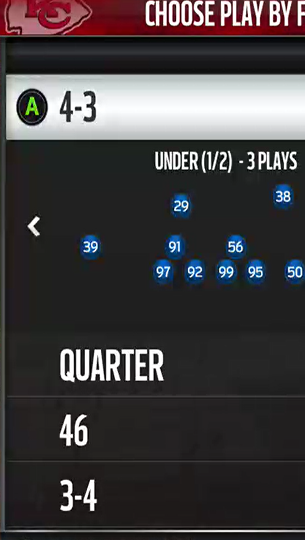 KC
CHOOSE PLAY BY F
A 4-3
UNDER (1/2) - 3 PLAYS
38
29
39 91 56
97 92 99 95 50
QUARTER
46
3-4